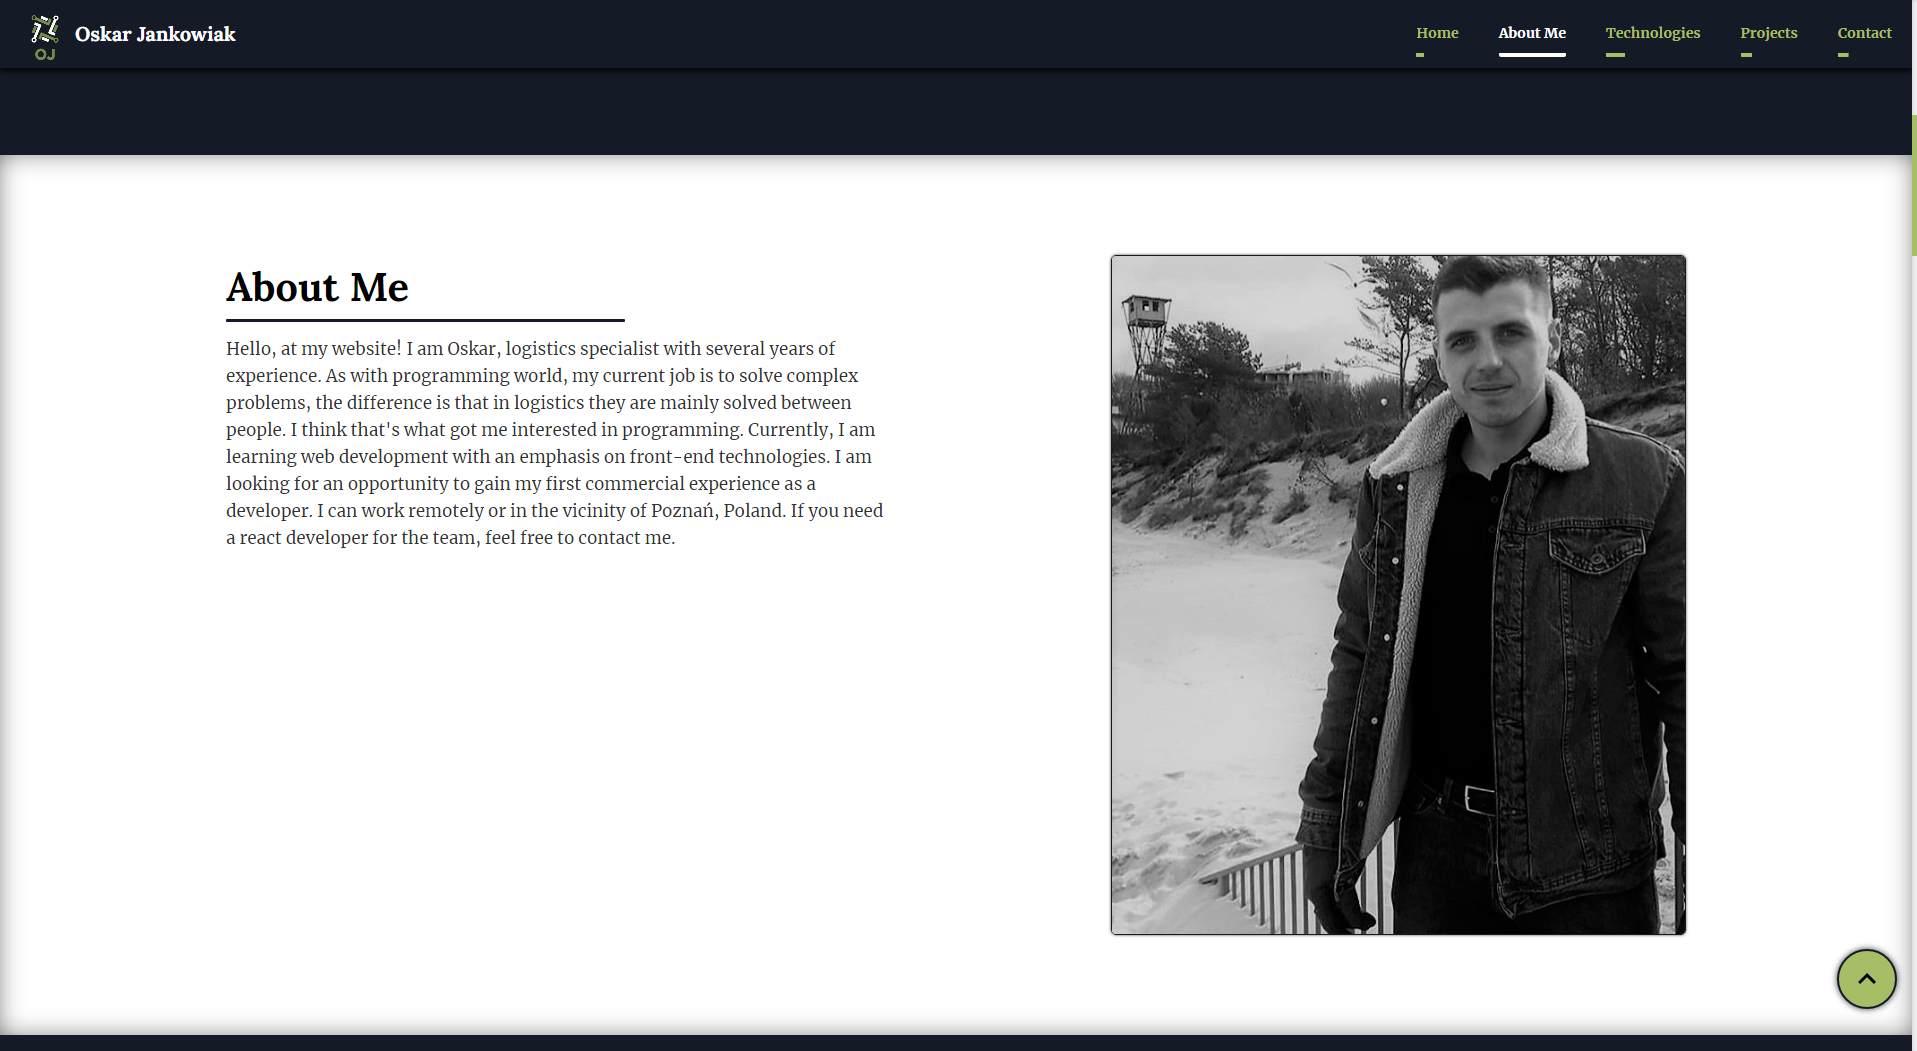 OJ
Oskar Jankowiak
Home
About Me
Technologies
Projects
Contact
About Me
Hello, at my website! I am Oskar, logistics specialist with several years of
experience. As with programming world, my current job is to solve complex
problems, the difference is that in logistics they are mainly solved between
people. I think that's what got me interested in programming. Currently, I am
learning web development with an emphasis on front-end technologies. I am
looking for an opportunity to gain my first commercial experience as a
developer. I can work remotely or in the vicinity of Poznań, Poland. If you need
a react developer for the team, feel free to contact me.